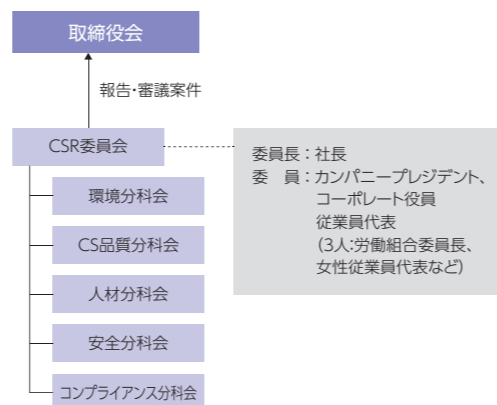 取締役会
報告・審議案件
CSR委員会
委員長：社長
委　員：カンパニープレジデント、
コーポレート役員
従業員代表
(3人:労働組合委員長、
女性従業員代表など)
環境分科会
CS品質分科会
人材分科会
安全分科会
コンプライアンス分科会